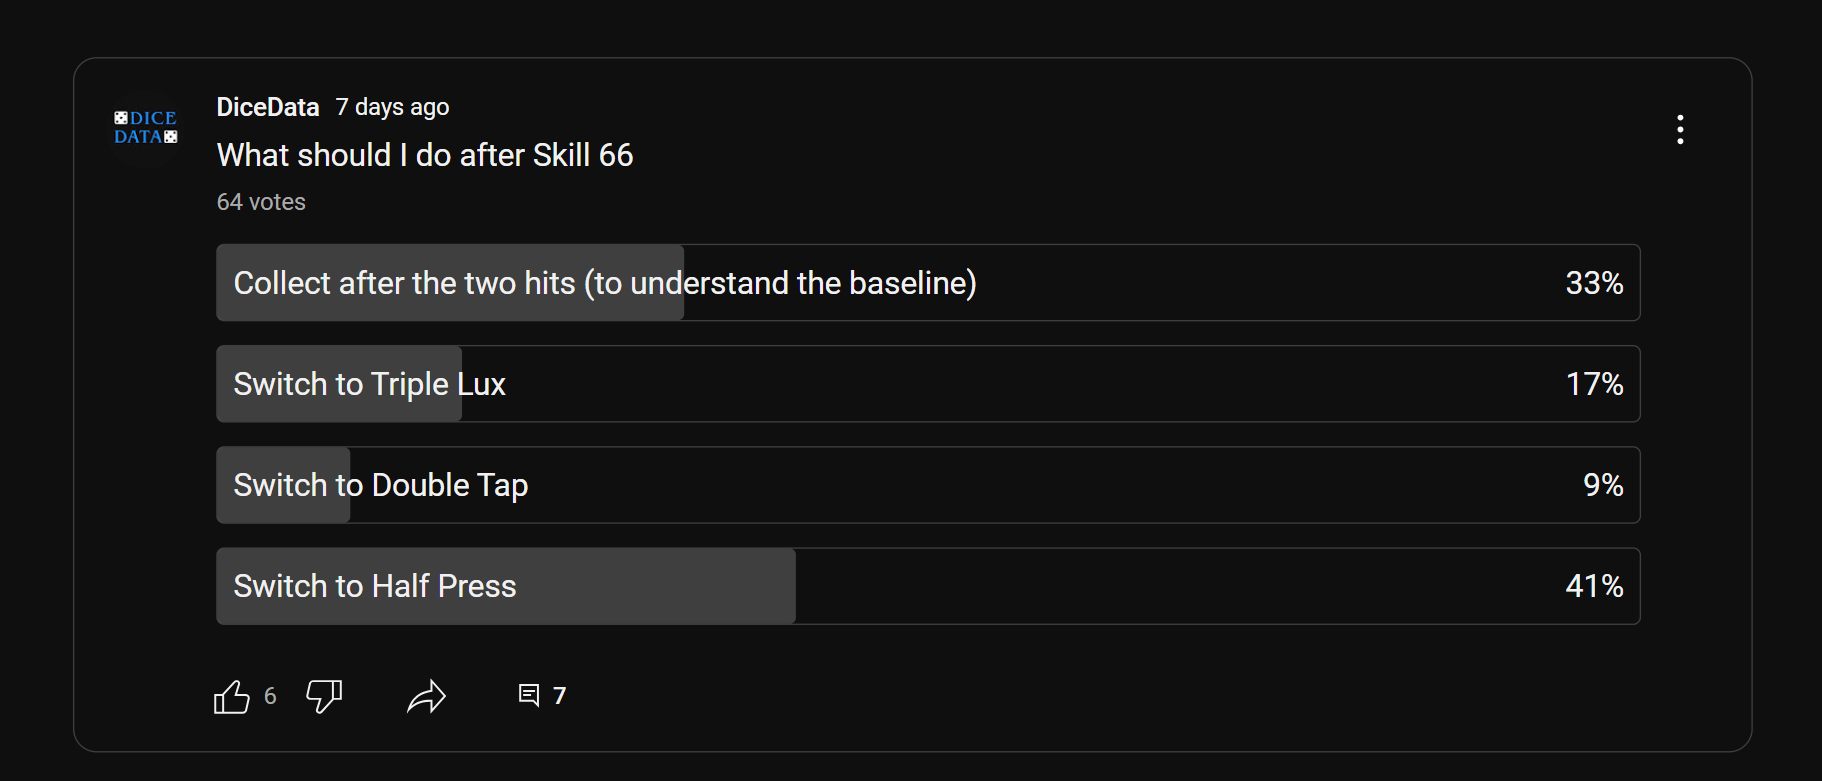 DICE
DATA
DiceData 7 days ago
What should I do after Skill 66
64 votes
Collect after the two hits (to understand the baseline) 33%
Switch to Triple Lux 17%
Switch to Double Tap 9%
Switch to Half Press 41%
6 7